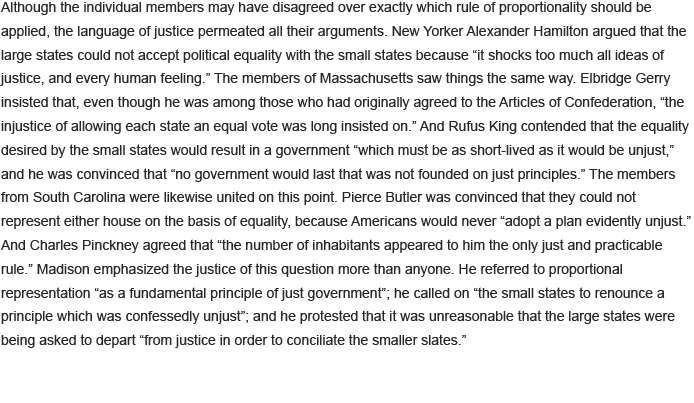 Although the individual members may have disagreed over exactly which rule of proportionality should be
applied, the language of justice permeated all their arguments. New Yorker Alexander Hamilton argued that the
large states could not accept political equality with the small states because “it shocks too much all ideas of
justice, and every human feeling.” The members of Massachusetts saw things the same way. Elbridge Gerry
insisted that, even though he was among those who had originally agreed to the Articles of Confederation, “the
injustice of allowing each state an equal vote was long insisted on.” And Rufus King contended that the equality
desired by the small states would result in a government “which must be as short-lived as it would be unjust,”
and he was convinced that “no government would last that was not founded on just principles.” The members
from South Carolina were likewise united on this point. Pierce Butler was convinced that they could not
represent either house on the basis of equality, because Americans would never “adopt a plan evidently unjust.”
And Charles Pinckney agreed that “the number of inhabitants appeared to him the only just and practicable
rule.” Madison emphasized the justice of this question more than anyone. He referred to proportional
representation “as a fundamental principle of just government”; he called on “the small states to renounce a
principle which was confessedly unjust”; and he protested that it was unreasonable that the large states were
being asked to depart “from justice in order to conciliate the smaller slates.”